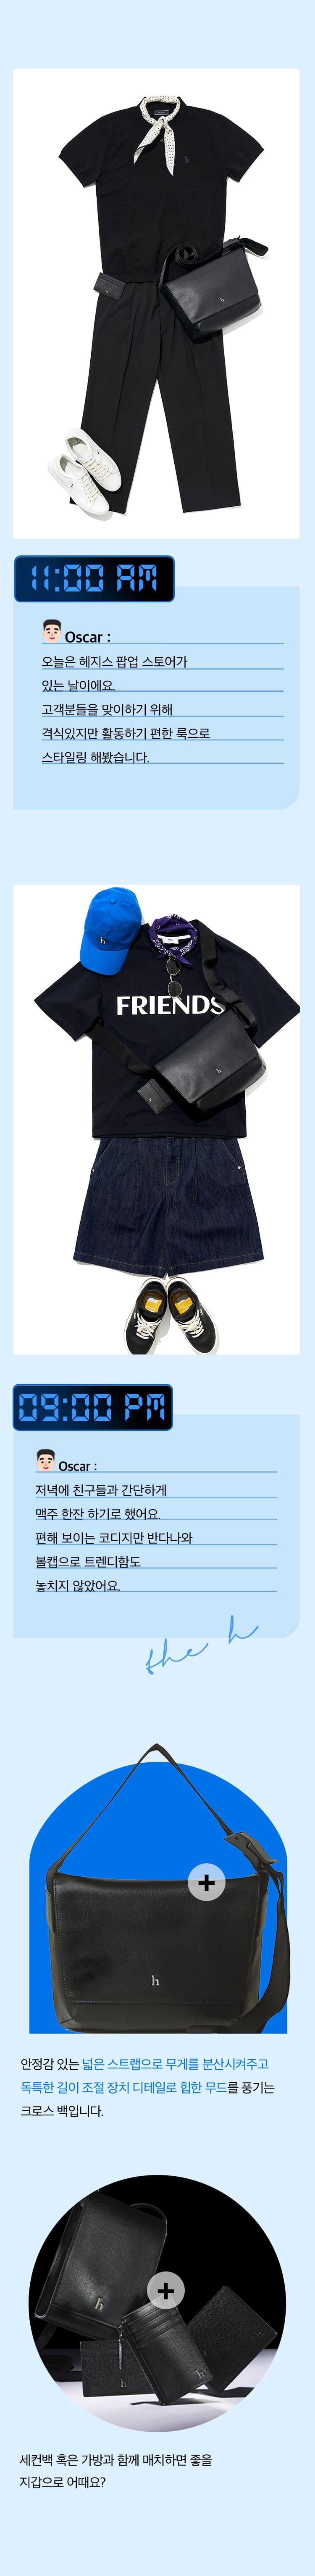 h
h
11:00 AM
Oscar :
오늘은 헤지스 팝업 스토어가
있는 날이에요.
고객분들을 맞이하기 위해
격식있지만 활동하기 편한 룩으로
스타일링 해봤습니다.
h
FRIENDS
h
09:00 PM
Oscar :
저녁에 친구들과 간단하게
맥주 한잔 하기로 했어요.
편해 보이는 코디지만 반다나와
볼캡으로 트렌디함도
놓치지 않았어요.
the h
+
h
안정감 있는 넓은 스트랩으로 무게를 분산시켜주고
독특한 길이 조절 장치 디테일로 힙한 무드를 풍기는
크로스 백입니다.
+
h
h
h
세컨백 혹은 가방과 함께 매치하면 좋을
지갑으로 어때요?